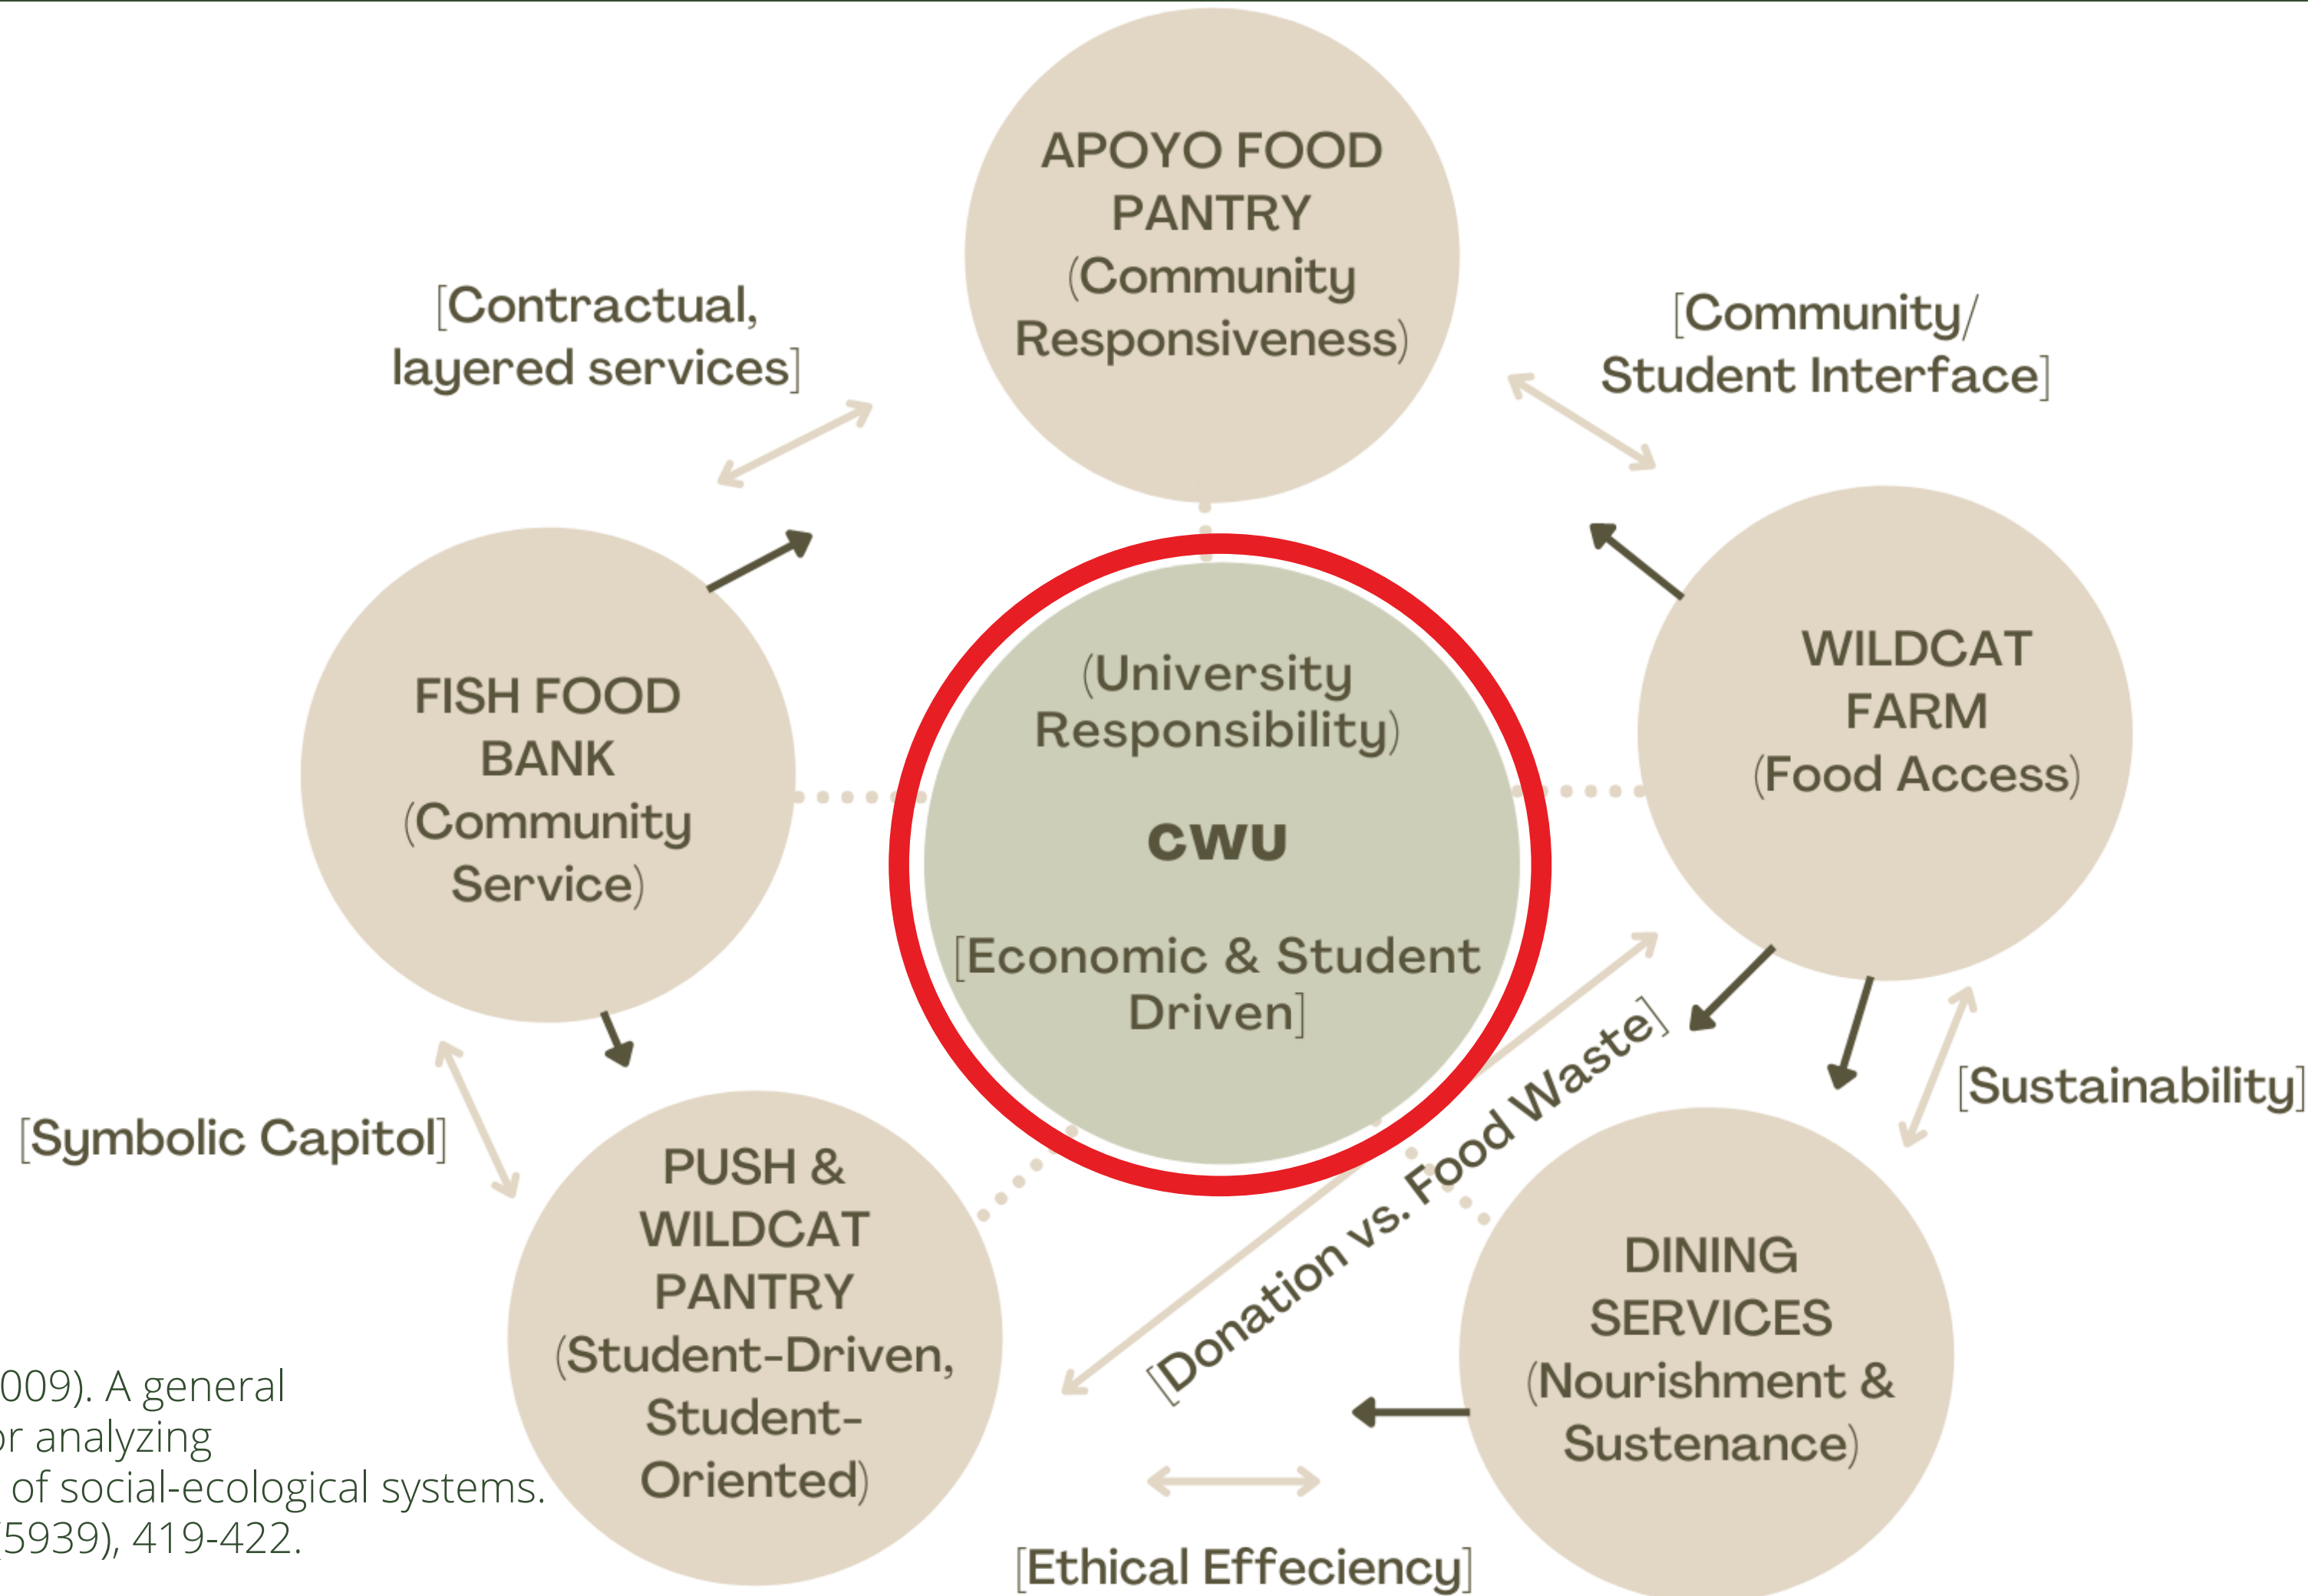 APOYO FOOD
PANTRY
(Community
Responsiveness)
[Contractual,
layered services]
[Community/
Student Interface]
FISH FOOD
BANK
(Community
Service)
(University
Responsibility)
CWU
[Economic & Student
Driven]
WILDCAT
FARM
(Food Access)
[Symbolic Capitol]
[Donation vs. Food Waste]
[Sustainability]
PUSH &
WILDCAT
PANTRY
(Student-Driven,
Student-
Oriented)
DINING
SERVICES
(Nourishment &
Sustenance)
[Ethical Effeciency]
009). A general
or analyzing
of social-ecological systems.
(5939), 419-422.